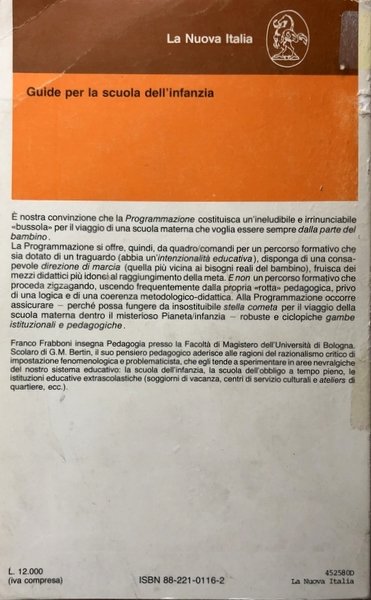 La Nuova Italia
Guide per la scuola dell'infanzia
È nostra convinzione che la Programmazione costituisca un'ineludibile e irrinunciabile
«bussola» per il viaggio di una scuola materna che voglia essere sempre dalla parte del
bambino.
La Programmazione si offre, quindi, da quadro/comandi per un percorso formativo che
sia dotato di un traguardo (abbia un'intenzionalità educativa), disponga di una consa-
pevole direzione di marcia (quella più vicina ai bisogni reali del bambino), fruisca dei
mezzi didattici più idonei al raggiungimento della meta. E non un percorso formativo che
proceda zigzagando, uscendo frequentemente dalla propria «rotta» pedagogica, privo
di una logica e di una coerenza metodologico-didattica. Alla Programmazione occorre
assicurare — perché possa fungere da insostituibile stella cometa per il viaggio della
scuola materna dentro il misterioso Pianeta/infanzia — robuste e ciclopiche gambe
istituzionali e pedagogiche.
Franco Frabboni insegna Pedagogia presso la Facoltà di Magistero dell'Università di Bologna.
Scolaro di G.M. Bertin, il suo pensiero pedagogico aderisce alle ragioni del razionalismo critico di
impostazione fenomenologica e problematicista, che egli tende a sperimentare in aree nevralgiche
del nostro sistema educativo: la scuola dell'infanzia, la scuola dell'obbligo a tempo pieno, le
istituzioni educative extrascolastiche (soggiorni di vacanza, centri di servizio culturali e ateliers di
quartiere, ecc.).
L. 12.000
(iva compresa)
ISBN 88-221-0116-2
452580D
La Nuova Italia